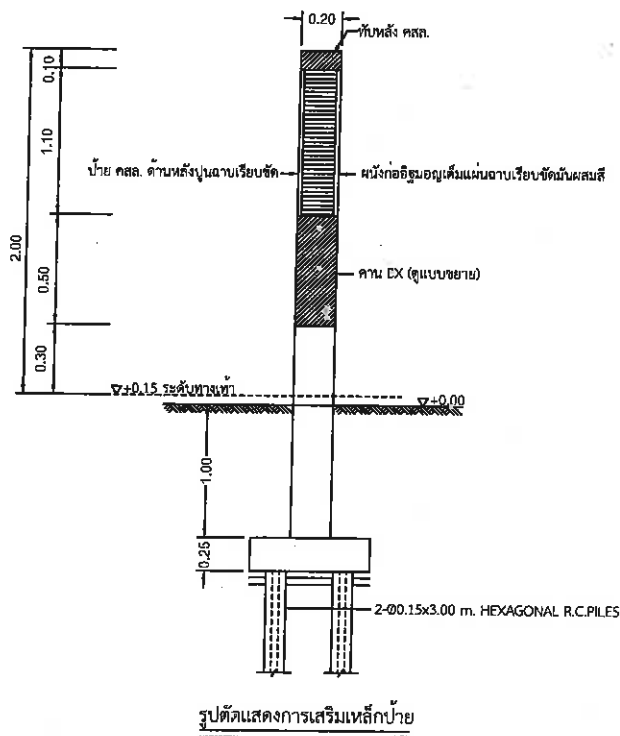 0.20
ทับหลัง คสล.
0.10
1.10
ป้าย คสล. ด้านหลังปูนฉาบเรียบขัด
ผนังก่ออิฐมอญเต็มแผ่นฉาบเรียบขัดมันผสมสี
2.00
0.50
คาน EX (ดูแบบขยาย)
0.30
+0.15 ระดับทางเท้า
+0.00
1.00
0.25
2-Ø0.15x3.00 m. HEXAGONAL R.C.PILES
รูปตัดแสดงการเสริมเหล็กป้าย